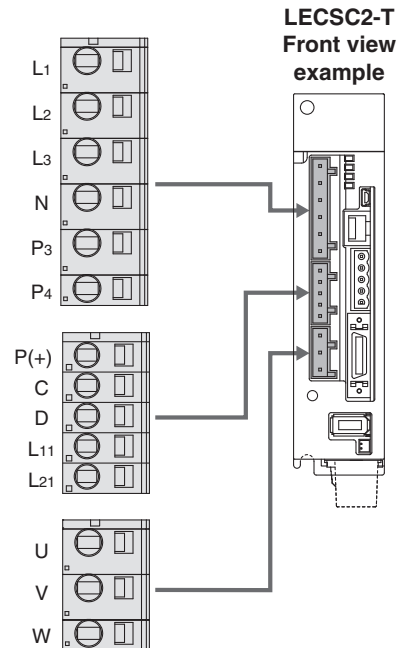 LECSC2-T
Front view
example
L1
L2
L3
N
P3
P4
P(+)
C
D
L11
L21
U
V
W